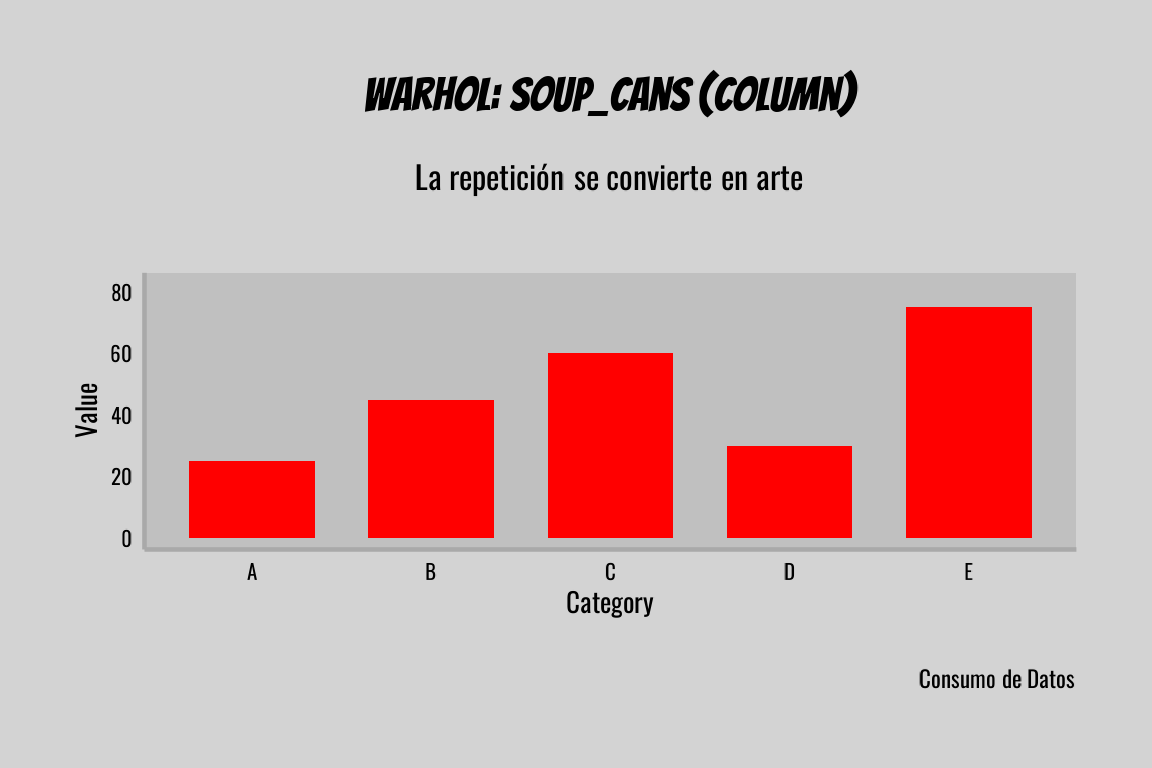 WARHOL: SOUP_CANS (COLUMN)
La repetición se convierte en arte
80
60
40
20
0
Value
A B C D E
Category
Consumo de Datos